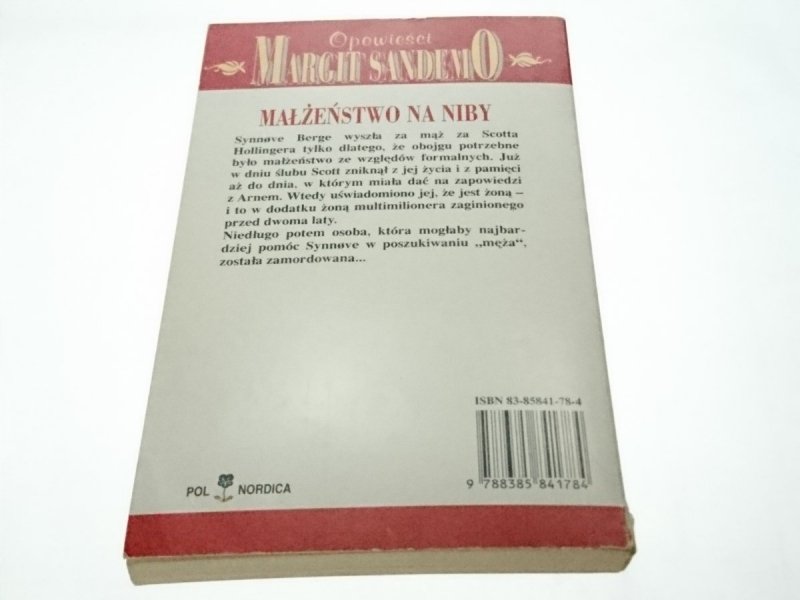 Opowieści
MARGIT SANDEMO
MAŁŻEŃSTWO NA NIBY
Synnøve Berge wyszła za mąż za Scotta
Hollingera tylko dlatego, że obojgu potrzebne
było małżeństwo ze względów formalnych. Już
w dniu ślubu Scott zniknął z jej życia i z pamięci
aż do dnia, w którym miała dać na zapowiedzi
z Arnem. Wtedy uświadomiono jej, że jest żoną –
i to w dodatku żoną multimilionera zaginionego
przed dwoma laty.
Niedługo potem osoba, która mogłaby najbar-
dziej pomóc Synnøve w poszukiwaniu „męża“,
została zamordowana...
ISBN 83-85841-78-4
9 788385 841784
POL NORDICA